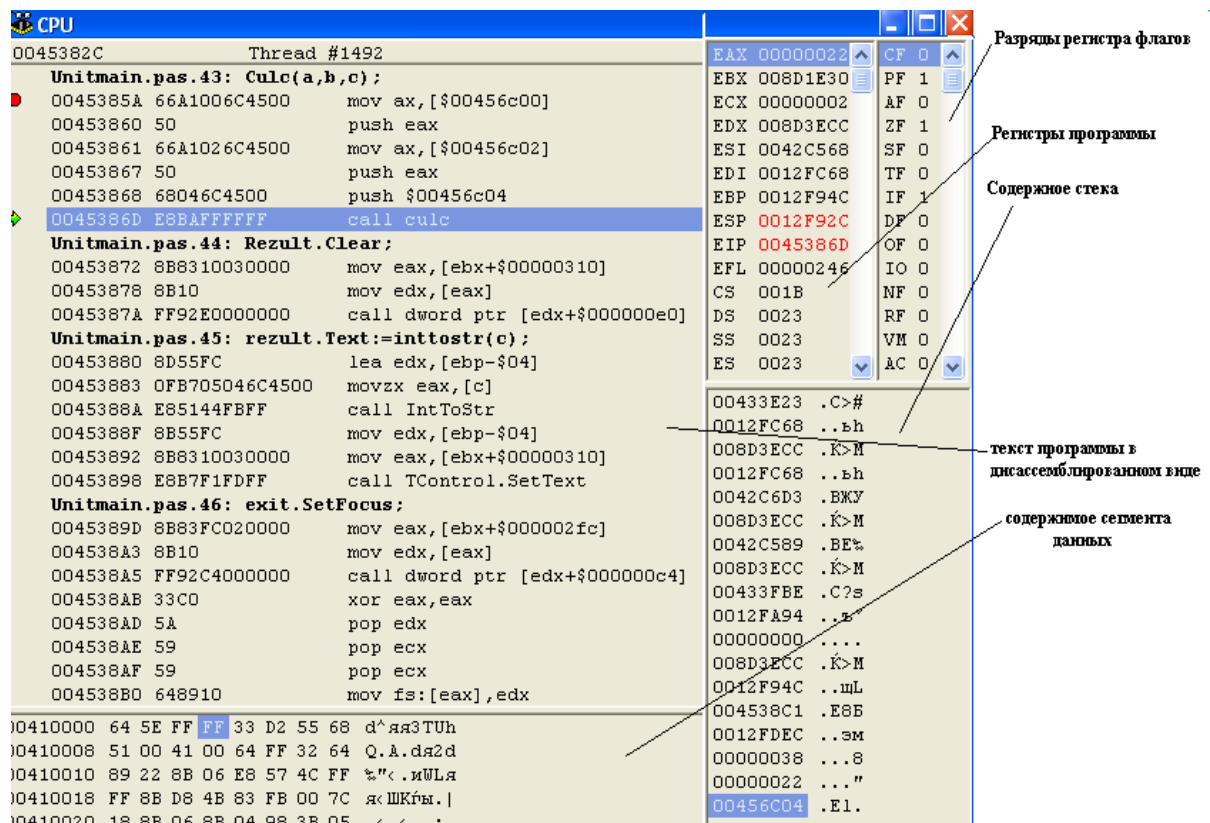 CPU
0045382C Thread #1492
Unitmain.pas.43: Culc(a,b,c);
0045385A 66A1006C4500 mov ax,[$00456c00]
00453860 50 push eax
00453861 66A1026C4500 mov ax,[$00456c02]
00453867 50 push eax
00453868 68046C4500 push $00456c04
0045386D E8BAFFFFFF call culc
Unitmain.pas.44: Rezult.Clear;
00453872 8B8310030000 mov eax,[ebx+$00000310]
00453878 8B10 mov edx,[eax]
0045387A FF92E0000000 call dword ptr [edx+$000000e0]
Unitmain.pas.45: rezult.Text:=inttostr(c);
00453880 8D55FC lea edx,[ebp-$04]
00453883 0FB705046C4500 movzx eax,[c]
0045388A E85144FBFF call IntToStr
0045388F 8B55FC mov edx,[ebp-$04]
00453892 8B8310030000 mov eax,[ebx+$00000310]
00453898 E8B7F1FDFF call TControl.SetText
Unitmain.pas.46: exit.SetFocus;
0045389D 8B83FC020000 mov eax,[ebx+$000002fc]
004538A3 8B10 mov edx,[eax]
004538A5 FF92C4000000 call dword ptr [edx+$000000c4]
004538AB 33C0 xor eax,eax
004538AD 5A pop edx
004538AE 59 pop ecx
004538AF 59 pop ecx
004538B0 648910 mov fs:[eax],edx
00410000 64 5E FF FF 33 D2 55 68 d^яя3TUh
00410008 51 00 41 00 64 FF 32 64 Q.A.dя2d
00410010 89 22 8B 06 E8 57 4C FF ‰"‹.иWLя
00410018 FF 8B D8 4B 83 FB 00 7C я‹ШKѓы.|
00410020 18 8B 06 8B 04 98 3B 05
EAX 00000022 CF 0
EBX 008D1E30 PF 1
ECX 00000002 AF 0
EDX 008D3ECC ZF 1
ESI 0042C568 SF 0
EDI 0012FC68 TF 0
EBP 0012F94C IF 1
ESP 0012F92C DF 0
EIP 0045386D OF 0
EFL 00000246 IO 0
CS 001B NF 0
DS 0023 RF 0
SS 0023 VM 0
ES 0023 AC 0
00433E23 .C>#
0012FC68 ..ьh
008D3ECC .Ќ>М
0012FC68 ..ьh
0042C6D3 .BЖУ
008D3ECC .Ќ>М
0042C589 .BE‰
008D3ECC .Ќ>М
00433FBE .C?s
0012FA94 ..ъ"
00000000 ....
008D3ECC .Ќ>М
0012F94C ..щL
004538C1 .E8Б
0012FDEC ..эм
00000038 ...8
00000022 ..."
00456C04 .El.
Разряды регистра флагов
Регистры программы
Содержное стека
текст программы в
дисассемблированном виде
содержимое сегмента
данных